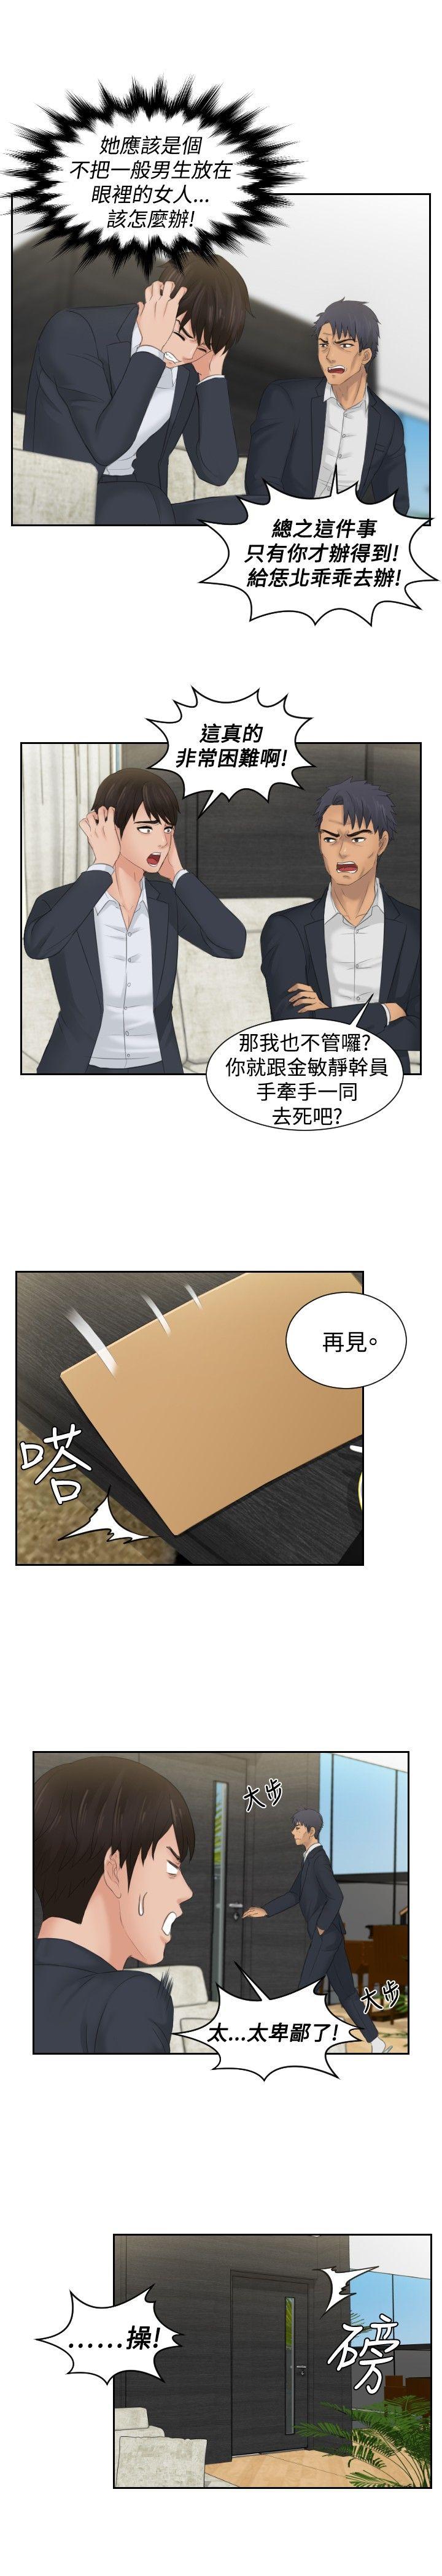 她應該是個
不把一般男生放在
眼裡的女人...
該怎麼辦!
總之這件事
只有你才辦得到!
給恁北乖乖去辦!
這真的
非常困難啊!
那我也不管囉?
你就跟金敏靜幹員
手牽手一同
去死吧?
再見。
嗒
大步
大步
太...太卑鄙了!
......操!
磅